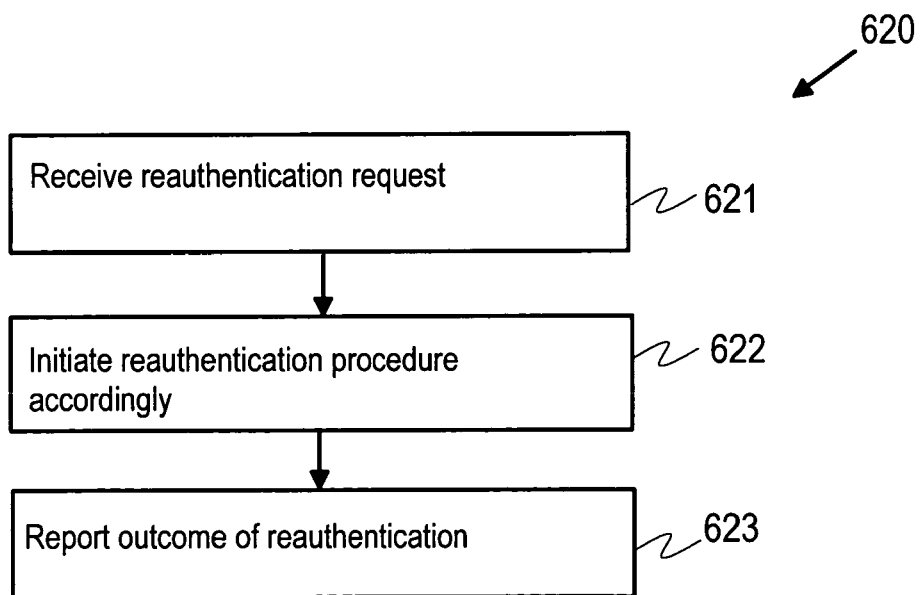 620
Receive reauthentication request
621
Initiate reauthentication procedure
accordingly
622
Report outcome of reauthentication
623